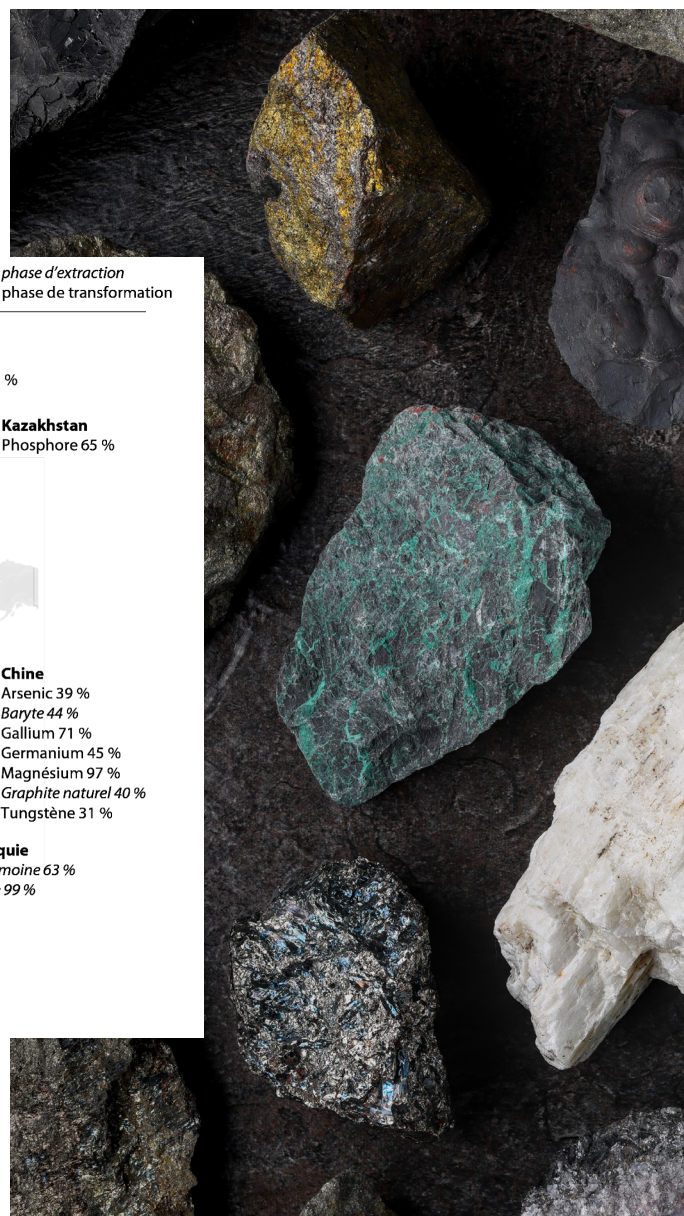 phase d’extraction
phase de transformation
%
Kazakhstan
Phosphore 65 %
Chine
Arsenic 39 %
Baryte 44 %
Gallium 71 %
Germanium 45 %
Magnésium 97 %
Graphite naturel 40 %
Tungstène 31 %
quie
moine 63 %
99 %